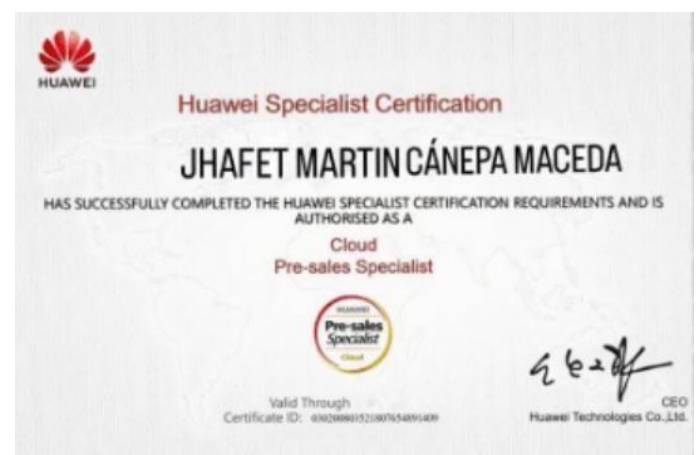 HUAWEI
Huawei Specialist Certification
JHAFET MARTIN CÁNEPA MACEDA
HAS SUCCESSFULLY COMPLETED THE HUAWEI SPECIALIST CERTIFICATION REQUIREMENTS AND IS
AUTHORISED AS A
Cloud
Pre-sales Specialist
HUAWEI
Pre-sales
Specialist
Cloud
Valid Through
Certificate ID:
CEO
Huawei Technologies Co.,Ltd.